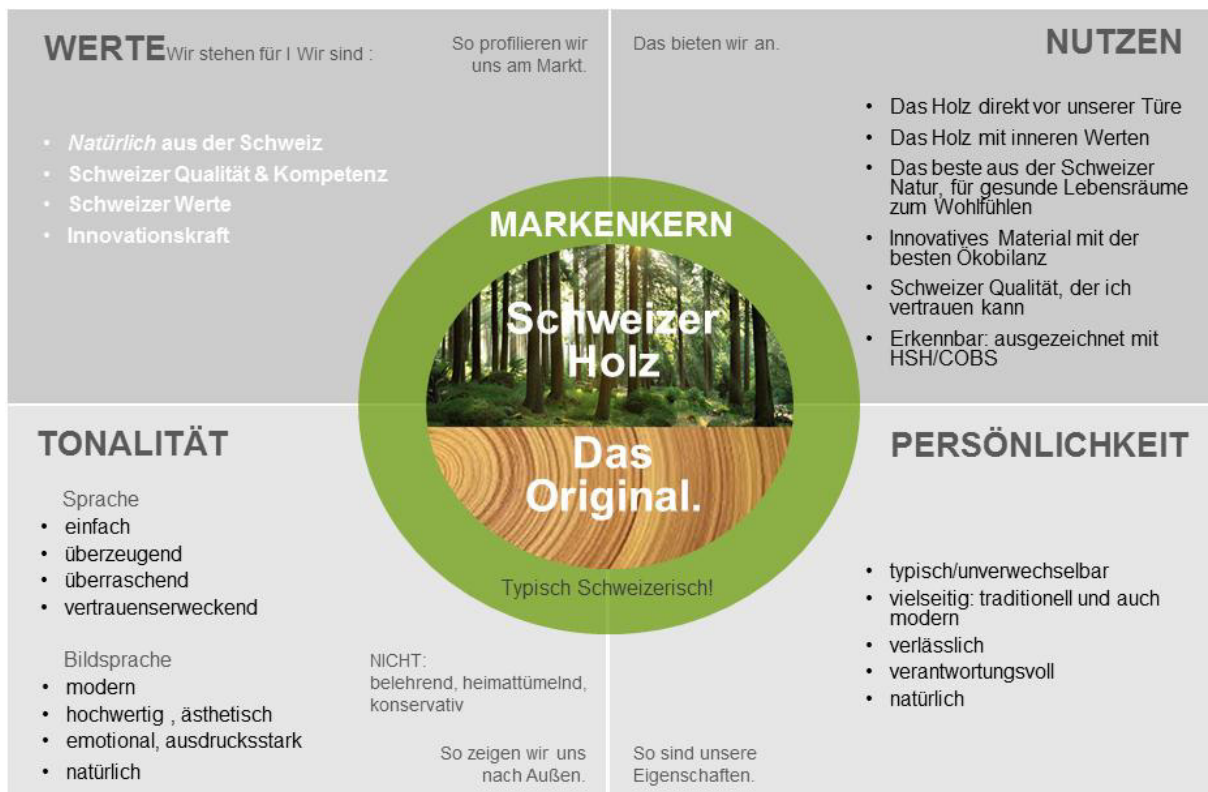 WERTE Wir stehen für I Wir sind :
So profilieren wir
uns am Markt.
• Natürlich aus der Schweiz
• Schweizer Qualität & Kompetenz
• Schweizer Werte
• Innovationskraft
Das bieten wir an.
NUTZEN
• Das Holz direkt vor unserer Türe
• Das Holz mit inneren Werten
• Das beste aus der Schweizer
Natur, für gesunde Lebensräume
zum Wohlfühlen
• Innovatives Material mit der
besten Ökobilanz
• Schweizer Qualität, der ich
vertrauen kann
• Erkennbar: ausgezeichnet mit
HSH/COBS
MARKENKERN
Schweizer
Holz
Das
Original.
Typisch Schweizerisch!
TONALITÄT
Sprache
• einfach
• überzeugend
• überraschend
• vertrauenserweckend
Bildsprache
• modern
• hochwertig , ästhetisch
• emotional, ausdrucksstark
• natürlich
NICHT:
belehrend, heimattümelnd,
konservativ
So zeigen wir uns
nach Außen.
PERSÖNLICHKEIT
• typisch/unverwechselbar
• vielseitig: traditionell und auch
modern
• verlässlich
• verantwortungsvoll
• natürlich
So sind unsere
Eigenschaften.